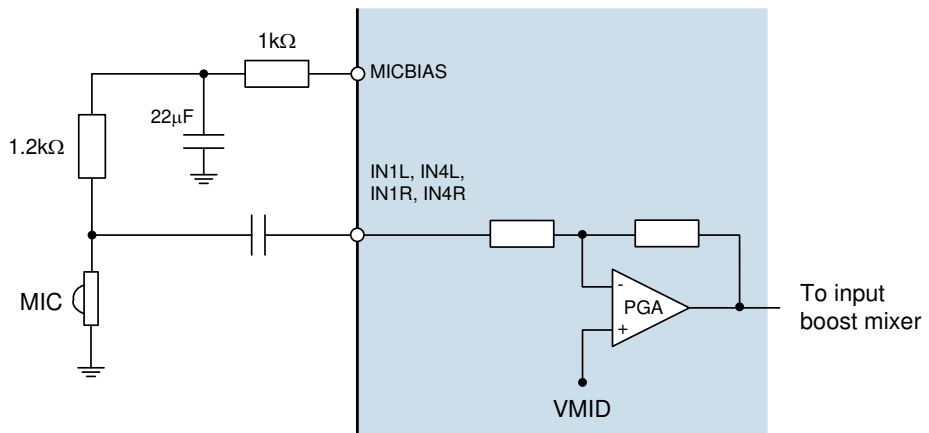 1kΩ
MICBIAS
22μF
1.2kΩ
IN1L, IN4L,
IN1R, IN4R
MIC
-
PGA
+
To input
boost mixer
VMID